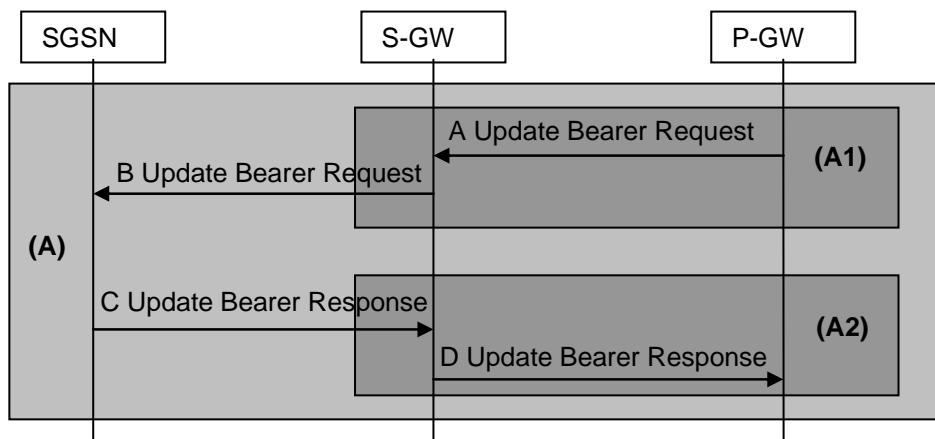 SGSN
S-GW
P-GW
A Update Bearer Request
(A1)
B Update Bearer Request
(A)
C Update Bearer Response
(A2)
D Update Bearer Response